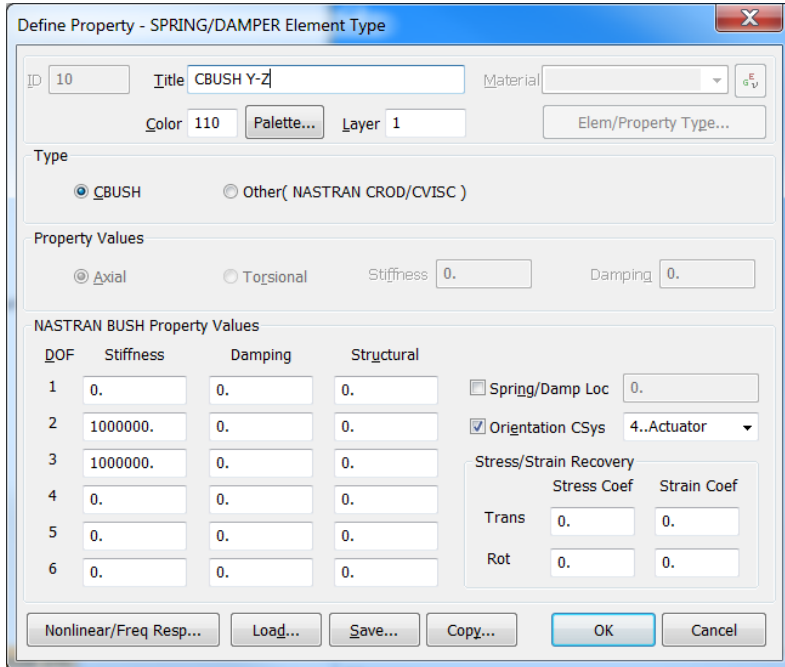 Define Property - SPRING/DAMPER Element Type
ID 10 Title CBUSH Y-Z Material
Color 110 Palette... Layer 1 Elem/Property Type...
Type
CBUSH Other( NASTRAN CROD/CVISC )
Property Values
Axial Torsional Stiffness 0. Damping 0.
NASTRAN BUSH Property Values
DOF Stiffness Damping Structural
1 0. 0. 0. Spring/Damp Loc 0.
2 1000000. 0. 0. Orientation CSys 4..Actuator
3 1000000. 0. 0. Stress/Strain Recovery
Stress Coef Strain Coef
4 0. 0. 0.
Trans 0. 0.
5 0. 0. 0.
Rot 0. 0.
6 0. 0. 0.
Nonlinear/Freq Resp... Load... Save... Copy... OK Cancel